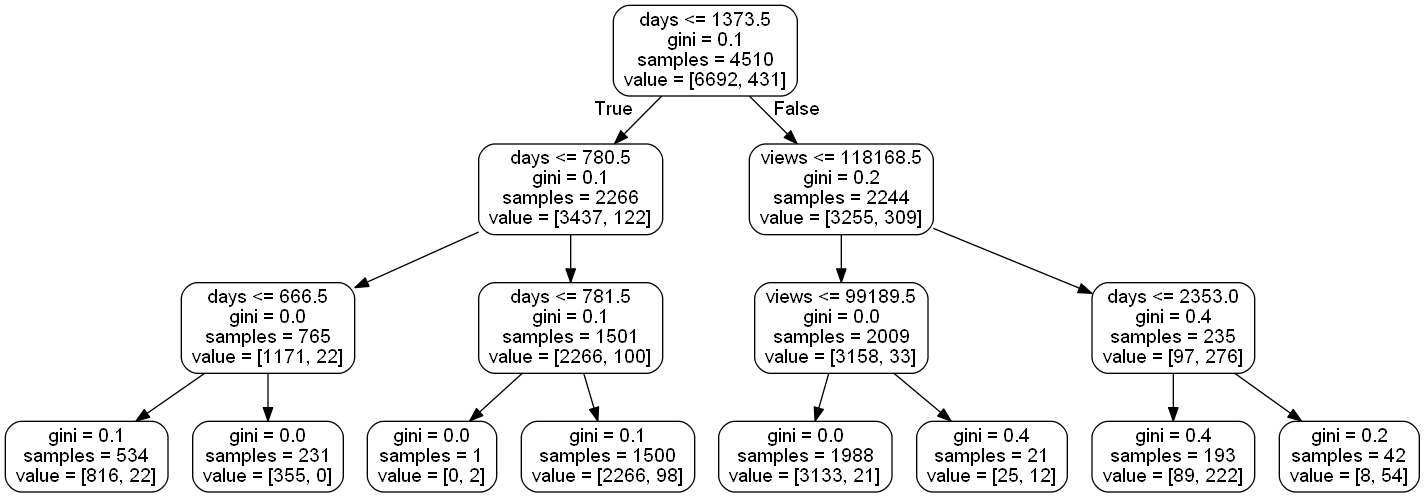 days <= 1373.5
gini = 0.1
samples = 4510
value = [6692, 431]
True
False
days <= 780.5
gini = 0.1
samples = 2266
value = [3437, 122]
views <= 118168.5
gini = 0.2
samples = 2244
value = [3255, 309]
days <= 666.5
gini = 0.0
samples = 765
value = [1171, 22]
days <= 781.5
gini = 0.1
samples = 1501
value = [2266, 100]
views <= 99189.5
gini = 0.0
samples = 2009
value = [3158, 33]
days <= 2353.0
gini = 0.4
samples = 235
value = [97, 276]
gini = 0.1
samples = 534
value = [816, 22]
gini = 0.0
samples = 231
value = [355, 0]
gini = 0.0
samples = 1
value = [0, 2]
gini = 0.1
samples = 1500
value = [2266, 98]
gini = 0.0
samples = 1988
value = [3133, 21]
gini = 0.4
samples = 21
value = [25, 12]
gini = 0.4
samples = 193
value = [89, 222]
gini = 0.2
samples = 42
value = [8, 54]